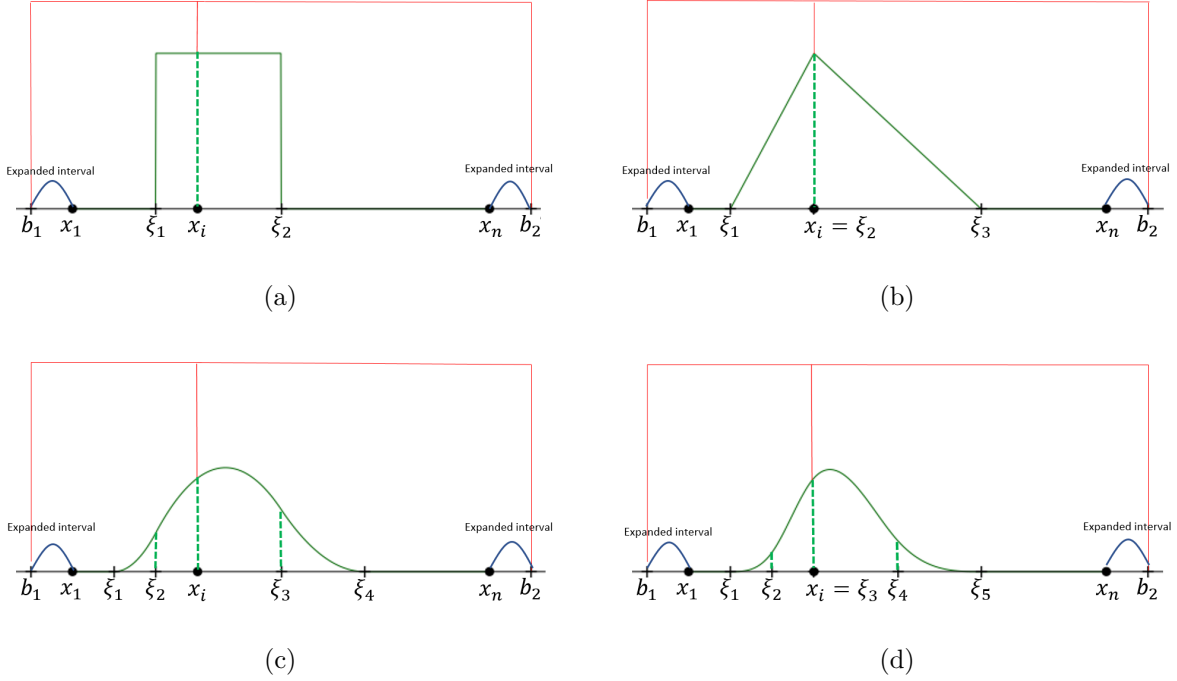 Expanded interval Expanded interval
b₁ x₁ ξ₁ xᵢ ξ₂ xₙ b₂
(a)
Expanded interval Expanded interval
b₁ x₁ ξ₁ xᵢ = ξ₂ ξ₃ xₙ b₂
(b)
Expanded interval Expanded interval
b₁ x₁ ξ₁ ξ₂ xᵢ ξ₃ ξ₄ xₙ b₂
(c)
Expanded interval Expanded interval
b₁ x₁ ξ₁ ξ₂ xᵢ = ξ₃ ξ₄ ξ₅ xₙ b₂
(d)